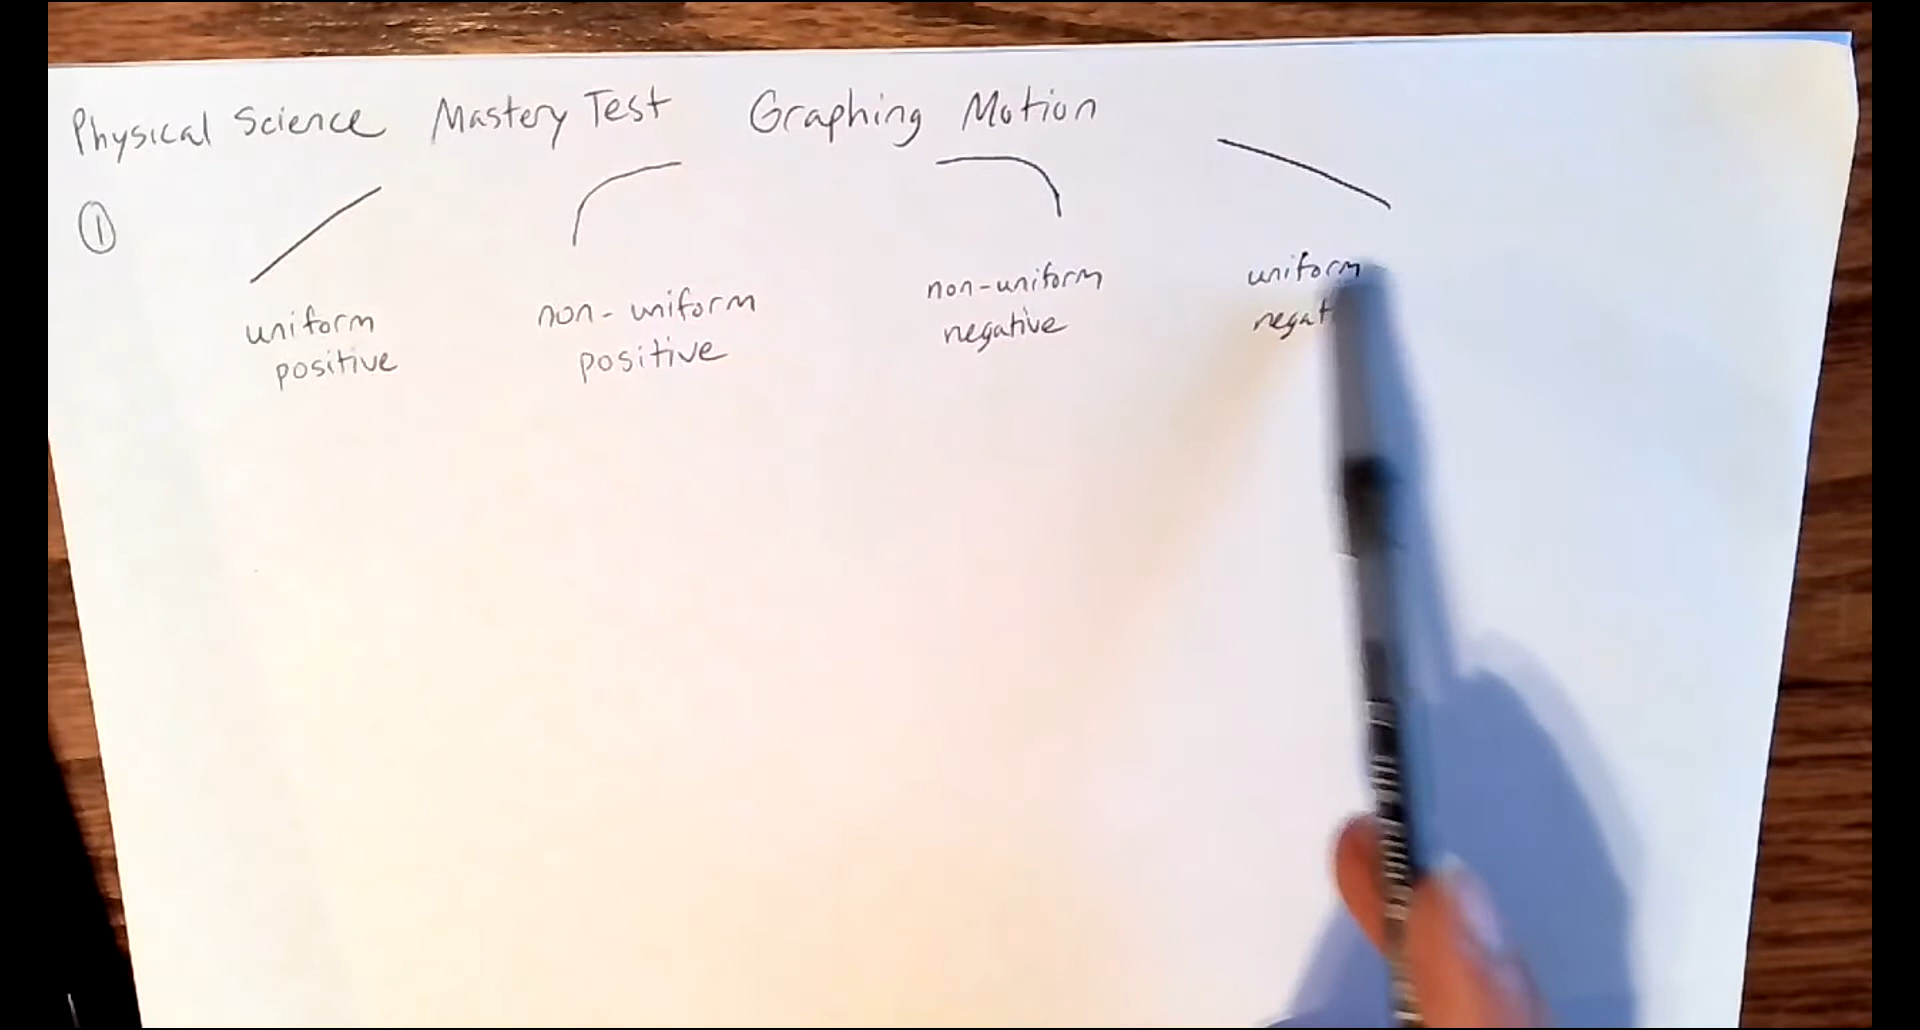 Physical Science Mastery Test Graphing Motion
①
uniform
positive
non-uniform
positive
non-uniform
negative
uniform